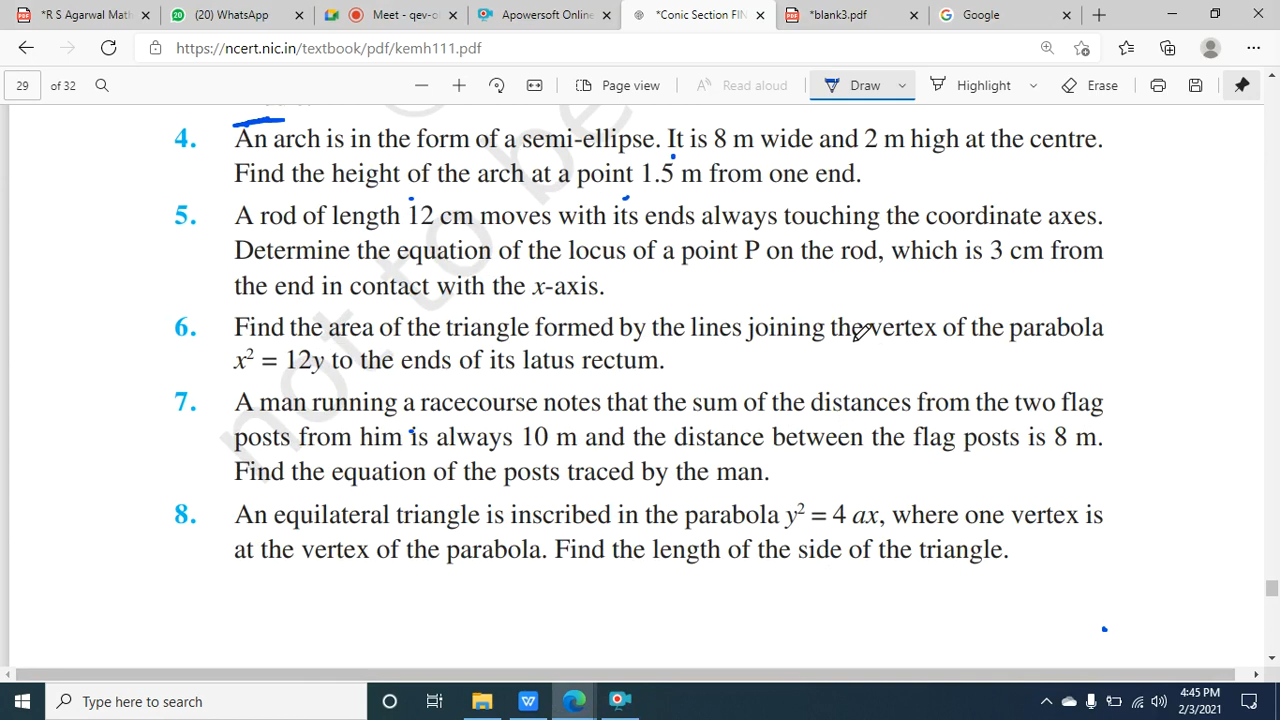 *R S Agarwal Math
(20) WhatsApp
Meet - qev-o
Apowersoft Online
*Conic Section FIN
*blank3.pdf
Google
https://ncert.nic.in/textbook/pdf/kemh111.pdf
29 of 32
Page view
Read aloud
Draw
Highlight
Erase
4. An arch is in the form of a semi-ellipse. It is 8 m wide and 2 m high at the centre.
Find the height of the arch at a point 1.5 m from one end.
5. A rod of length 12 cm moves with its ends always touching the coordinate axes.
Determine the equation of the locus of a point P on the rod, which is 3 cm from
the end in contact with the x-axis.
6. Find the area of the triangle formed by the lines joining the vertex of the parabola
x² = 12y to the ends of its latus rectum.
7. A man running a racecourse notes that the sum of the distances from the two flag
posts from him is always 10 m and the distance between the flag posts is 8 m.
Find the equation of the posts traced by the man.
8. An equilateral triangle is inscribed in the parabola y² = 4 ax, where one vertex is
at the vertex of the parabola. Find the length of the side of the triangle.
not to be
Type here to search
4:45 PM
2/3/2021